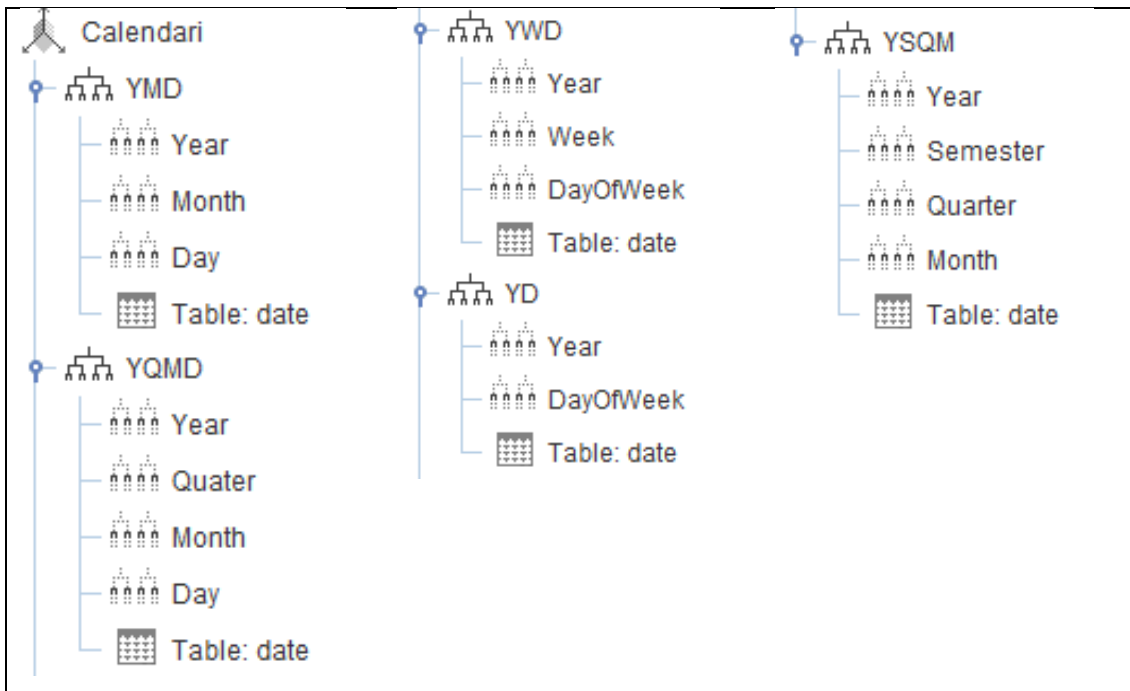 Calendari
YMD
Year
Month
Day
Table: date
YQMD
Year
Quater
Month
Day
Table: date
YWD
Year
Week
DayOfWeek
Table: date
YD
Year
DayOfWeek
Table: date
YSQM
Year
Semester
Quarter
Month
Table: date